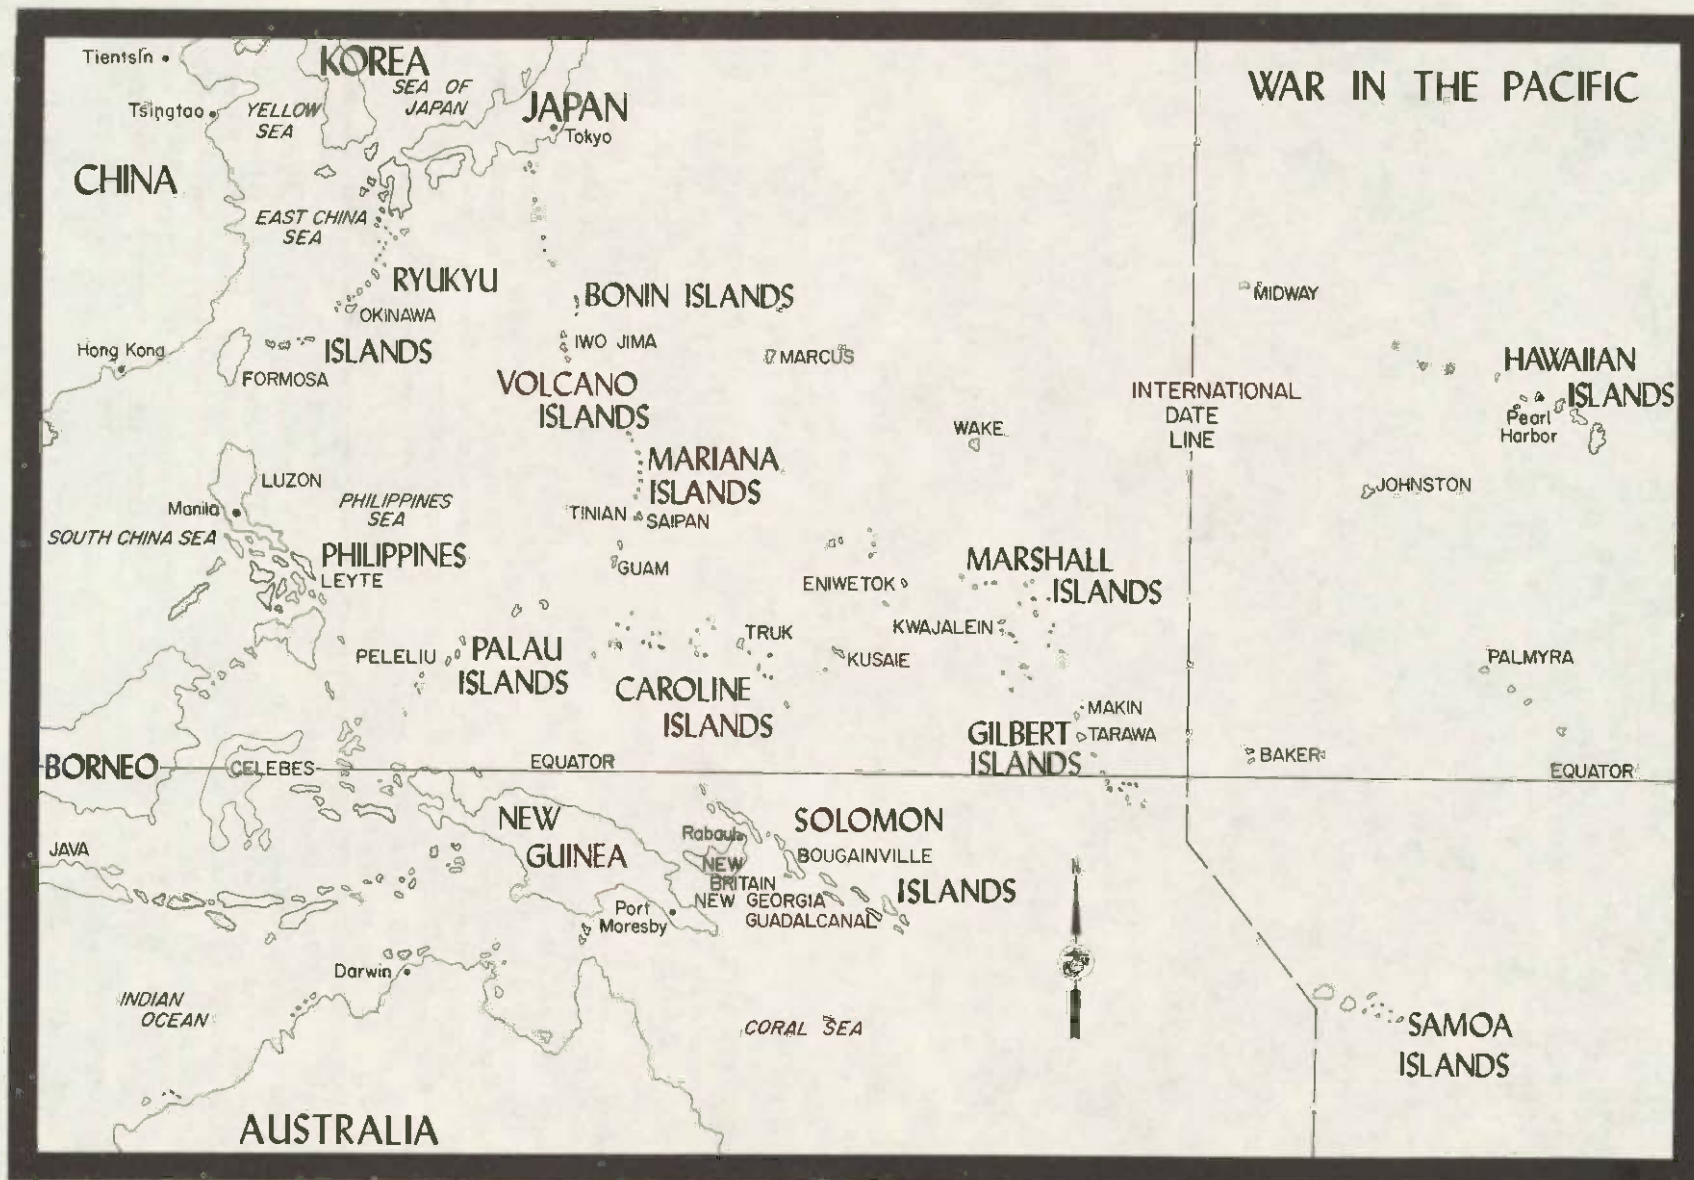 WAR IN THE PACIFIC
Tientsin
KOREA
SEA OF
JAPAN
JAPAN
Tokyo
Tsingtao
YELLOW
SEA
CHINA
EAST CHINA
SEA
RYUKYU
OKINAWA
ISLANDS
BONIN ISLANDS
IWO JIMA
MARCUS
MIDWAY
Hong Kong
FORMOSA
VOLCANO
ISLANDS
WAKE
INTERNATIONAL
DATE
LINE
HAWAIIAN
ISLANDS
Pearl
Harbor
MARIANA
ISLANDS
JOHNSTON
LUZON
Manila
PHILIPPINES
SEA
TINIAN
SAIPAN
SOUTH CHINA SEA
PHILIPPINES
LEYTE
GUAM
ENIWETOK
MARSHALL
ISLANDS
KWAJALEIN
PELELIU
PALAU
ISLANDS
TRUK
KUSAIE
PALMYRA
CAROLINE
ISLANDS
MAKIN
GILBERT
ISLANDS
TARAWA
BORNEO
CELEBES
EQUATOR
BAKER
EQUATOR
NEW
GUINEA
SOLOMON
Rabaul
BOUGAINVILLE
JAVA
NEW
BRITAIN
ISLANDS
NEW GEORGIA
GUADALCANAL
Port
Moresby
N
Darwin
INDIAN
OCEAN
CORAL SEA
SAMOA
ISLANDS
AUSTRALIA